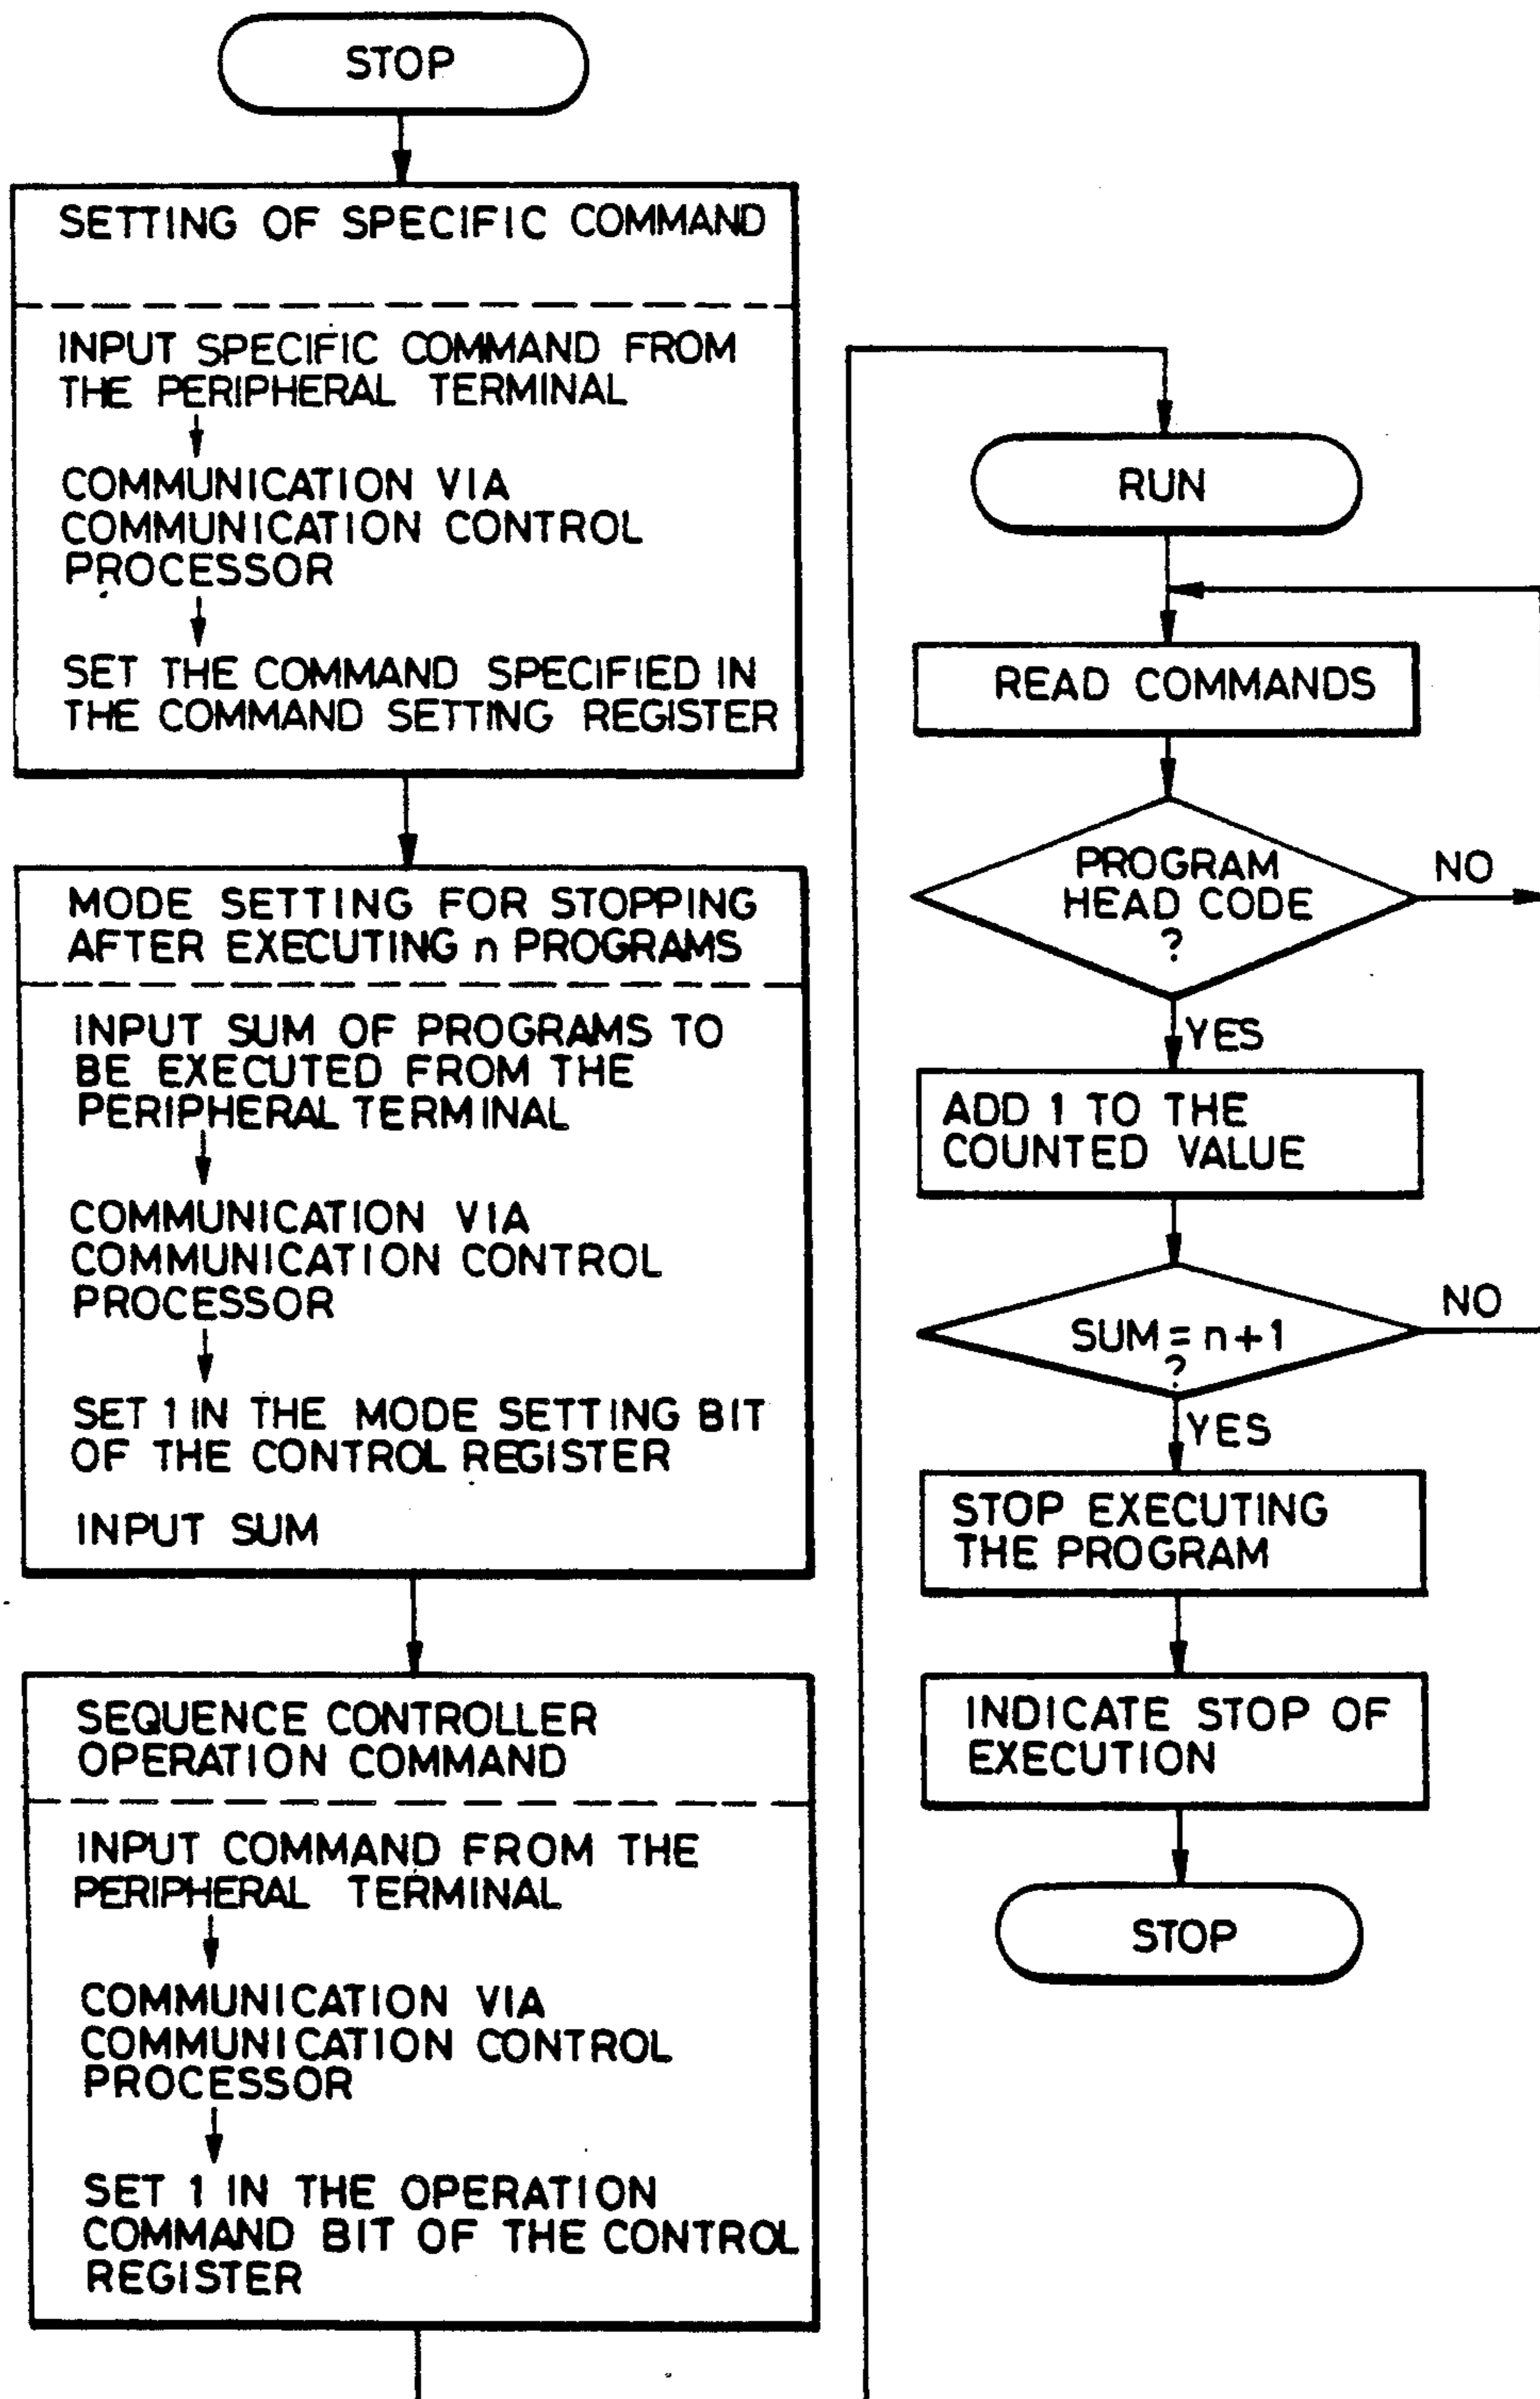 STOP
SETTING OF SPECIFIC COMMAND
INPUT SPECIFIC COMMAND FROM
THE PERIPHERAL TERMINAL
COMMUNICATION VIA
COMMUNICATION CONTROL
PROCESSOR
SET THE COMMAND SPECIFIED IN
THE COMMAND SETTING REGISTER
MODE SETTING FOR STOPPING
AFTER EXECUTING n PROGRAMS
INPUT SUM OF PROGRAMS TO
BE EXECUTED FROM THE
PERIPHERAL TERMINAL
COMMUNICATION VIA
COMMUNICATION CONTROL
PROCESSOR
SET 1 IN THE MODE SETTING BIT
OF THE CONTROL REGISTER
INPUT SUM
SEQUENCE CONTROLLER
OPERATION COMMAND
INPUT COMMAND FROM THE
PERIPHERAL TERMINAL
COMMUNICATION VIA
COMMUNICATION CONTROL
PROCESSOR
SET 1 IN THE OPERATION
COMMAND BIT OF THE CONTROL
REGISTER
RUN
READ COMMANDS
PROGRAM
HEAD CODE
?
NO
YES
ADD 1 TO THE
COUNTED VALUE
SUM = n+1
?
NO
YES
STOP EXECUTING
THE PROGRAM
INDICATE STOP OF
EXECUTION
STOP